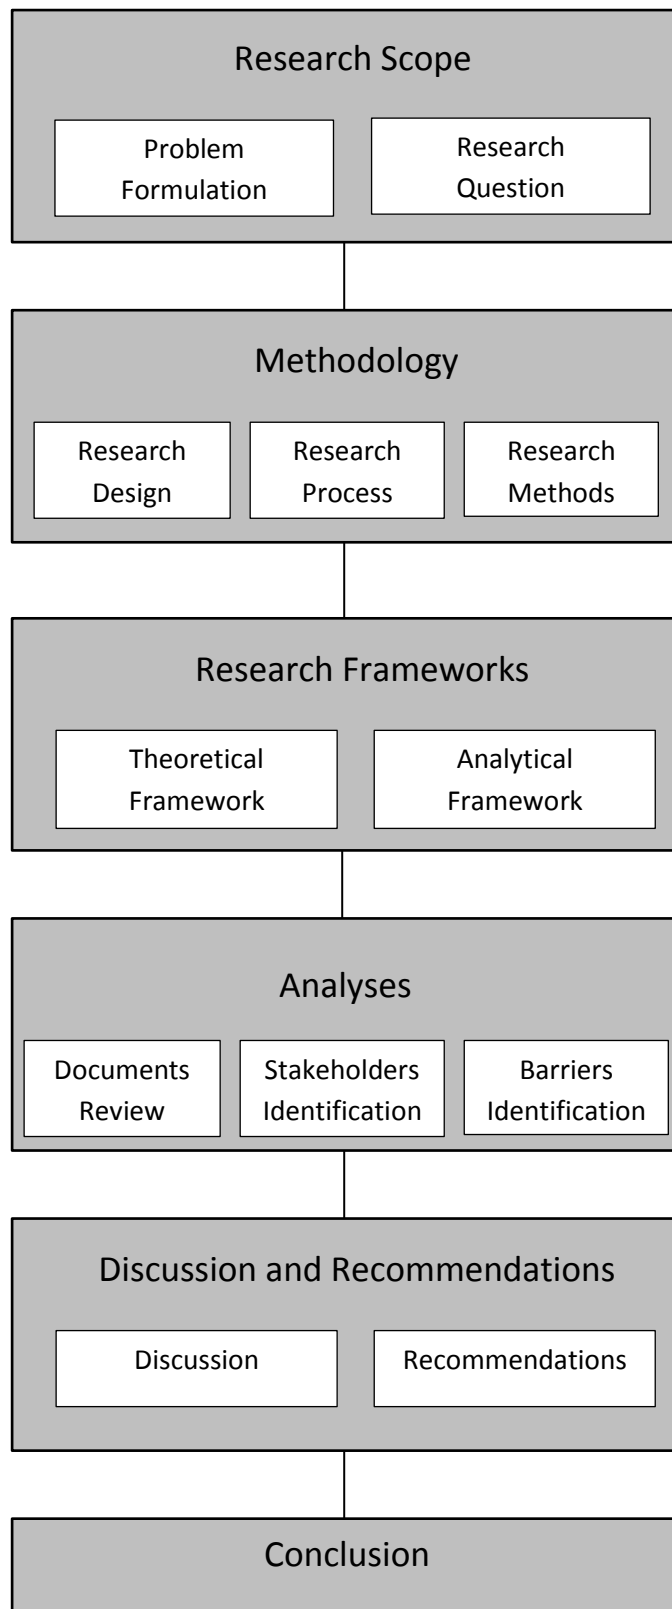 Research Scope
Problem
Formulation
Research
Question
Methodology
Research
Design
Research
Process
Research
Methods
Research Frameworks
Theoretical
Framework
Analytical
Framework
Analyses
Documents
Review
Stakeholders
Identification
Barriers
Identification
Discussion and Recommendations
Discussion
Recommendations
Conclusion